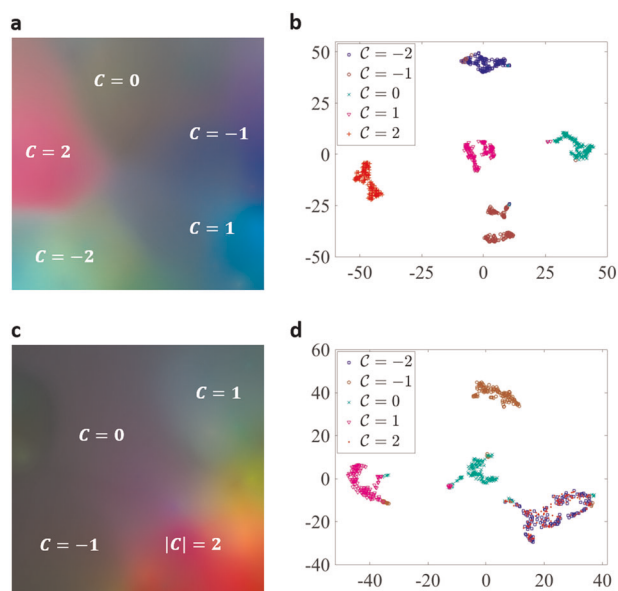 a
C = 0
C = −1
C = 2
C = 1
C = −2
b
50
25
0
-25
-50
-50
-25
0
25
50
C = −2
C = −1
C = 0
C = 1
C = 2
c
C = 1
C = 0
C = −1
|C| = 2
d
60
40
20
0
-20
-40
-40
-20
0
20
40
C = −2
C = −1
C = 0
C = 1
C = 2